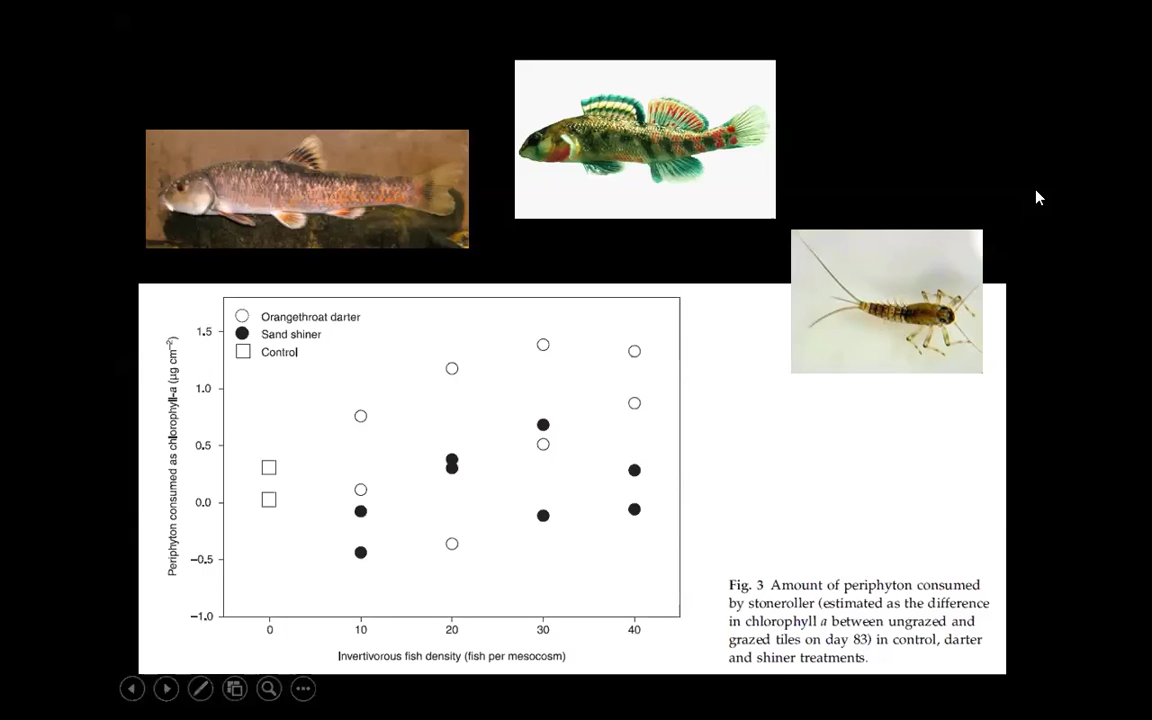 Orangethroat darter
Sand shiner
Control
1.5
1.0
0.5
0.0
−0.5
−1.0
Periphyton consumed as chlorophyll-a (µg cm⁻²)
0 10 20 30 40
Invertivorous fish density (fish per mesocosm)
Fig. 3 Amount of periphyton consumed
by stoneroller (estimated as the difference
in chlorophyll a between ungrazed and
grazed tiles on day 83) in control, darter
and shiner treatments.